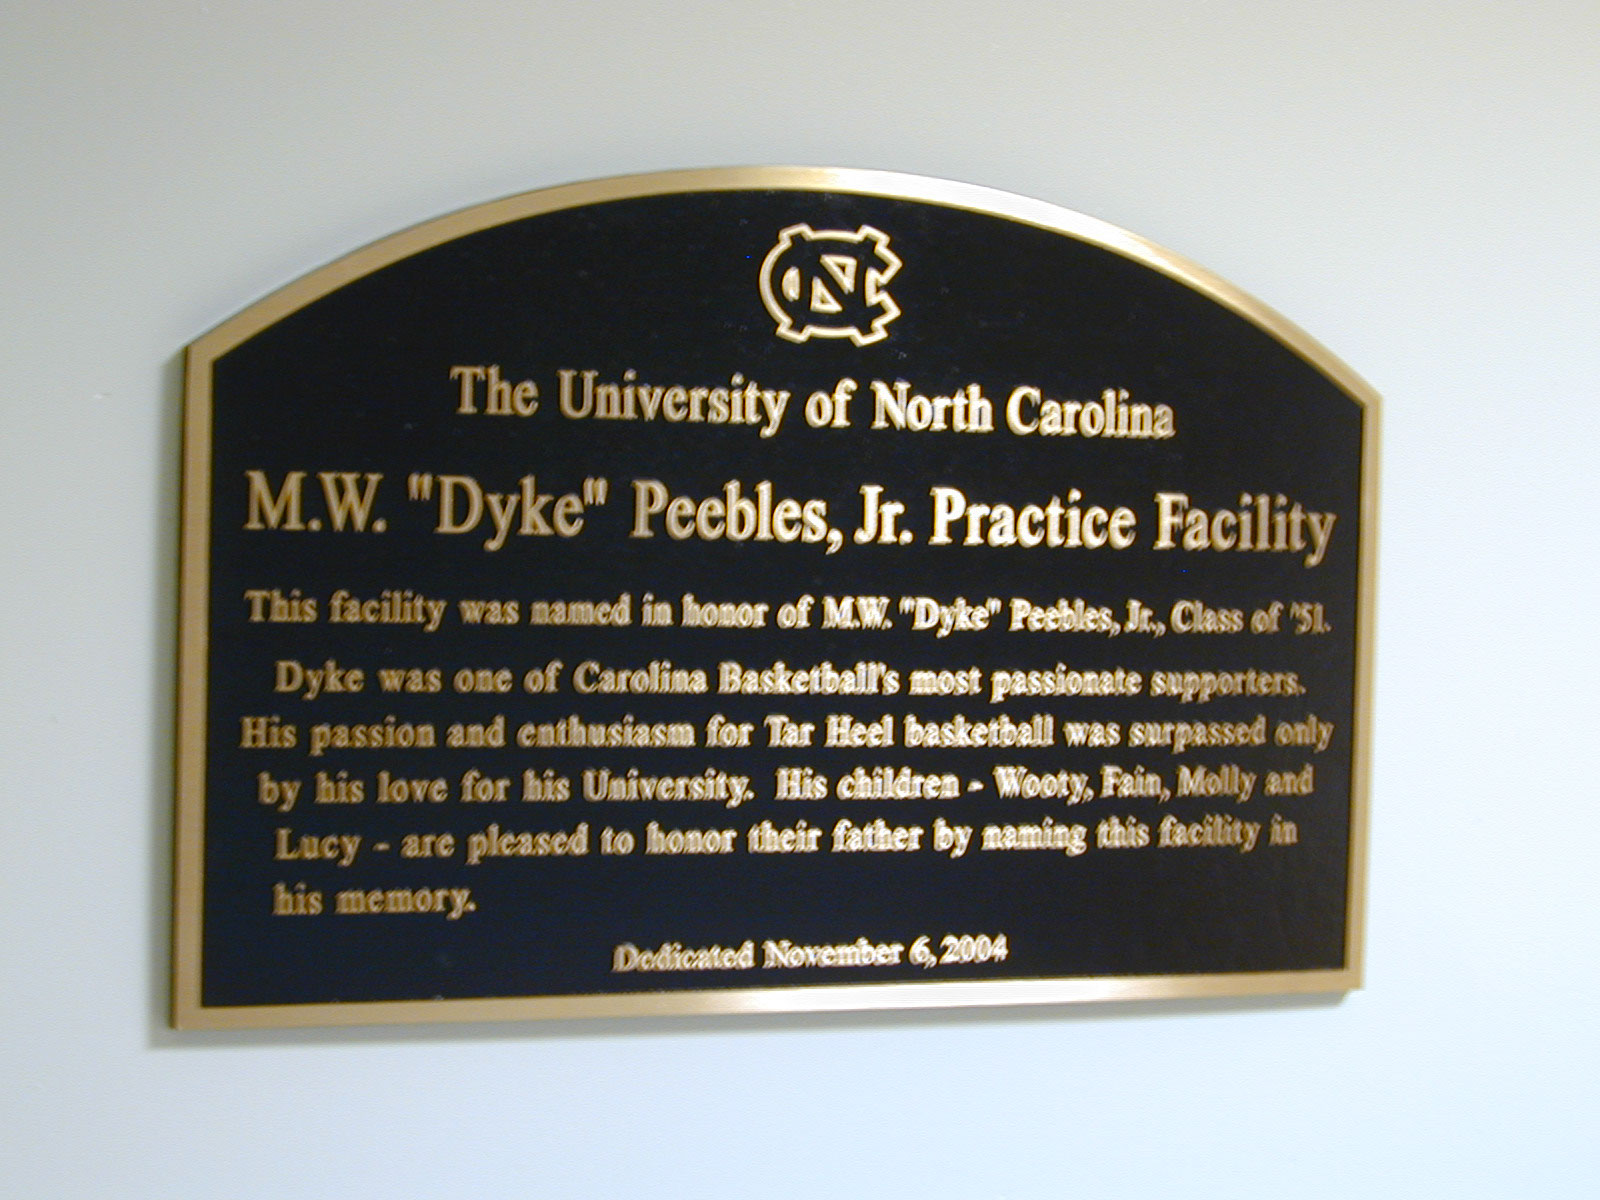 NC
The University of North Carolina
M.W. "Dyke" Peebles, Jr. Practice Facility
This facility was named in honor of M.W. "Dyke" Peebles, Jr., Class of '51.
Dyke was one of Carolina Basketball's most passionate supporters.
His passion and enthusiasm for Tar Heel basketball was surpassed only
by his love for his University. His children - Wooty, Fain, Molly and
Lucy - are pleased to honor their father by naming this facility in
his memory.
Dedicated November 6, 2004